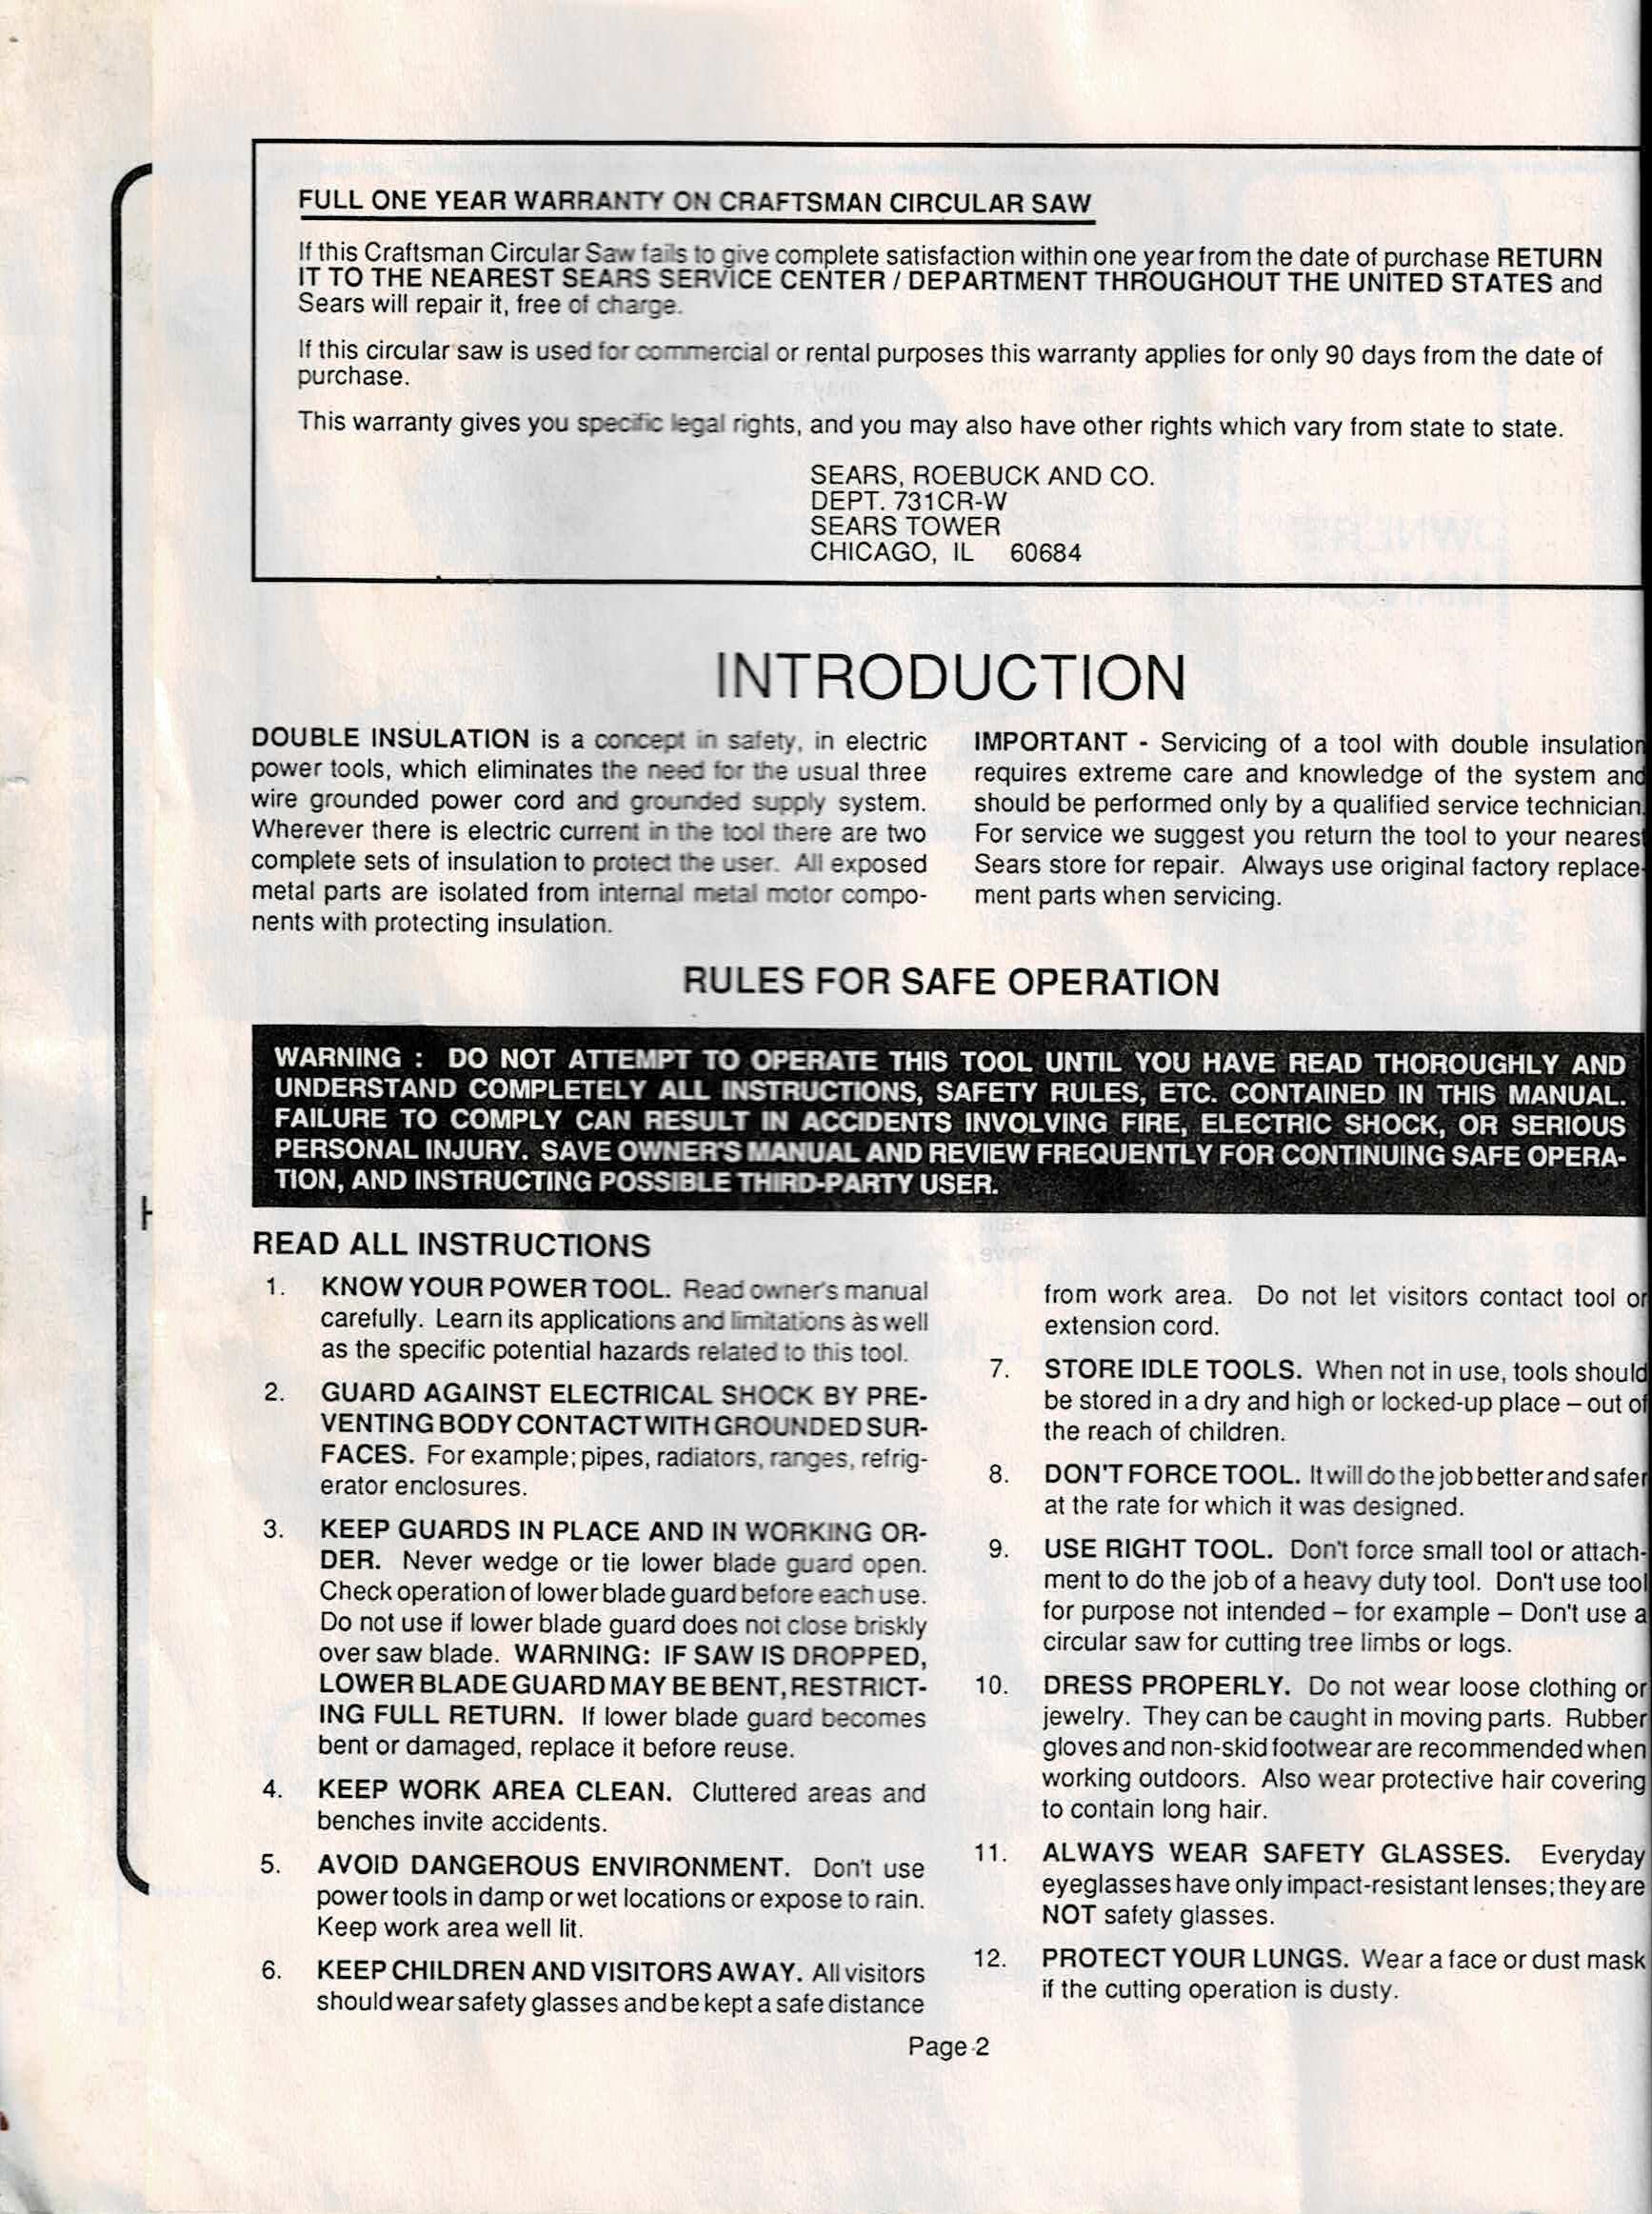 FULL ONE YEAR WARRANTY ON CRAFTSMAN CIRCULAR SAW
If this Craftsman Circular Saw fails to give complete satisfaction within one year from the date of purchase RETURN
IT TO THE NEAREST SEARS SERVICE CENTER / DEPARTMENT THROUGHOUT THE UNITED STATES and
Sears will repair it, free of charge.
If this circular saw is used for commercial or rental purposes this warranty applies for only 90 days from the date of
purchase.
This warranty gives you specific legal rights, and you may also have other rights which vary from state to state.
SEARS, ROEBUCK AND CO.
DEPT. 731CR-W
SEARS TOWER
CHICAGO, IL 60684
INTRODUCTION
DOUBLE INSULATION is a concept in safety, in electric
power tools, which eliminates the need for the usual three
wire grounded power cord and grounded supply system.
Wherever there is electric current in the tool there are two
complete sets of insulation to protect the user. All exposed
metal parts are isolated from internal metal motor compo-
nents with protecting insulation.
IMPORTANT - Servicing of a tool with double insulation
requires extreme care and knowledge of the system and
should be performed only by a qualified service technician.
For service we suggest you return the tool to your neares
Sears store for repair. Always use original factory replace-
ment parts when servicing.
RULES FOR SAFE OPERATION
WARNING : DO NOT ATTEMPT TO OPERATE THIS TOOL UNTIL YOU HAVE READ THOROUGHLY AND
UNDERSTAND COMPLETELY ALL INSTRUCTIONS, SAFETY RULES, ETC. CONTAINED IN THIS MANUAL.
FAILURE TO COMPLY CAN RESULT IN ACCIDENTS INVOLVING FIRE, ELECTRIC SHOCK, OR SERIOUS
PERSONAL INJURY. SAVE OWNER'S MANUAL AND REVIEW FREQUENTLY FOR CONTINUING SAFE OPERA-
TION, AND INSTRUCTING POSSIBLE THIRD-PARTY USER.
READ ALL INSTRUCTIONS
1. KNOW YOUR POWER TOOL. Read owner's manual
carefully. Learn its applications and limitations as well
as the specific potential hazards related to this tool.
2. GUARD AGAINST ELECTRICAL SHOCK BY PRE-
VENTING BODY CONTACT WITH GROUNDED SUR-
FACES. For example; pipes, radiators, ranges, refrig-
erator enclosures.
3. KEEP GUARDS IN PLACE AND IN WORKING OR-
DER. Never wedge or tie lower blade guard open.
Check operation of lower blade guard before each use.
Do not use if lower blade guard does not close briskly
over saw blade. WARNING: IF SAW IS DROPPED,
LOWER BLADE GUARD MAY BE BENT, RESTRICT-
ING FULL RETURN. If lower blade guard becomes
bent or damaged, replace it before reuse.
4. KEEP WORK AREA CLEAN. Cluttered areas and
benches invite accidents.
5. AVOID DANGEROUS ENVIRONMENT. Don't use
power tools in damp or wet locations or expose to rain.
Keep work area well lit.
6. KEEP CHILDREN AND VISITORS AWAY. All visitors
should wear safety glasses and be kept a safe distance
from work area. Do not let visitors contact tool or
extension cord.
7. STORE IDLE TOOLS. When not in use, tools should
be stored in a dry and high or locked-up place – out of
the reach of children.
8. DON'T FORCE TOOL. It will do the job better and safer
at the rate for which it was designed.
9. USE RIGHT TOOL. Don't force small tool or attach-
ment to do the job of a heavy duty tool. Don't use tool
for purpose not intended – for example – Don't use a
circular saw for cutting tree limbs or logs.
10. DRESS PROPERLY. Do not wear loose clothing or
jewelry. They can be caught in moving parts. Rubber
gloves and non-skid footwear are recommended when
working outdoors. Also wear protective hair covering
to contain long hair.
11. ALWAYS WEAR SAFETY GLASSES. Everyday
eyeglasses have only impact-resistant lenses; they are
NOT safety glasses.
12. PROTECT YOUR LUNGS. Wear a face or dust mask
if the cutting operation is dusty.
Page 2